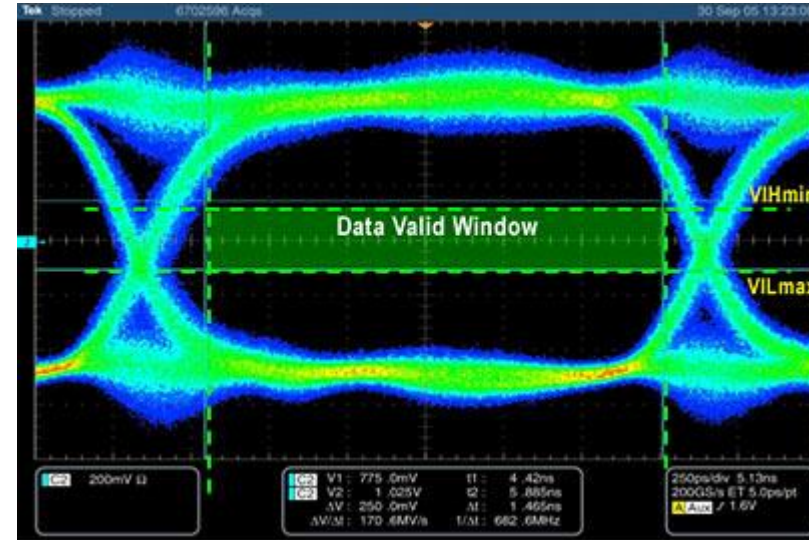 Tek Stopped 6702596 Acqs 30 Sep 05 13:23:0
VIHmin
Data Valid Window
VILmax
C2 200mV Ω
C2 V1: 775.0mV t1: 4.42ns
C2 V2: 1.025V t2: 5.885ns
ΔV: 250.0mV Δt: 1.465ns
ΔV/Δt: 170.6MV/s 1/Δt: 682.6MHz
250ps/div 5.13ns
200GS/s ET 5.0ps/pt
A Aux / 1.6V